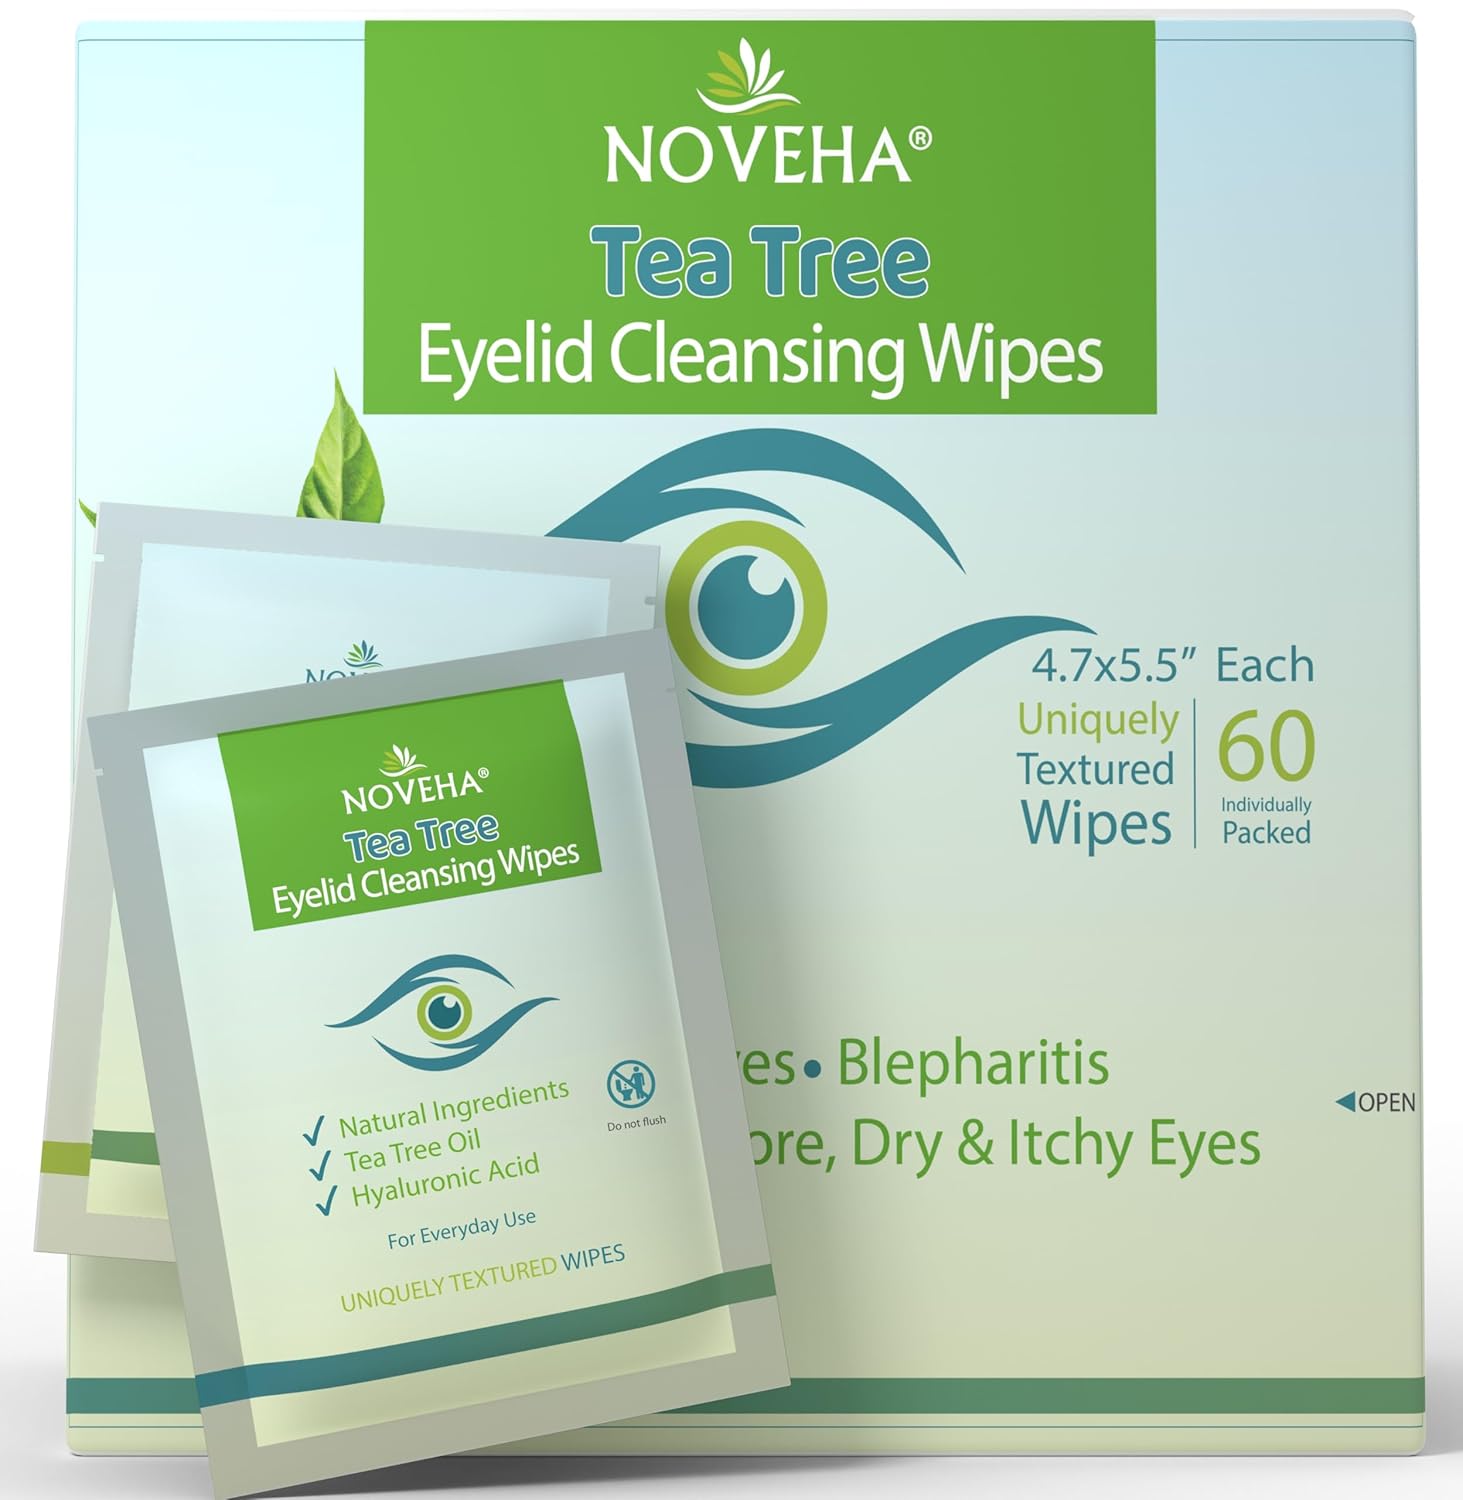 NOVEHA®
Tea Tree
Eyelid Cleansing Wipes
4.7x5.5” Each
Uniquely
Textured
Wipes
60
Individually
Packed
Blepharitis
Dry & Itchy Eyes
OPEN
NOVEHA®
Tea Tree
Eyelid Cleansing Wipes
Natural Ingredients
Tea Tree Oil
Hyaluronic Acid
Do not flush
For Everyday Use
UNIQUELY TEXTURED WIPES